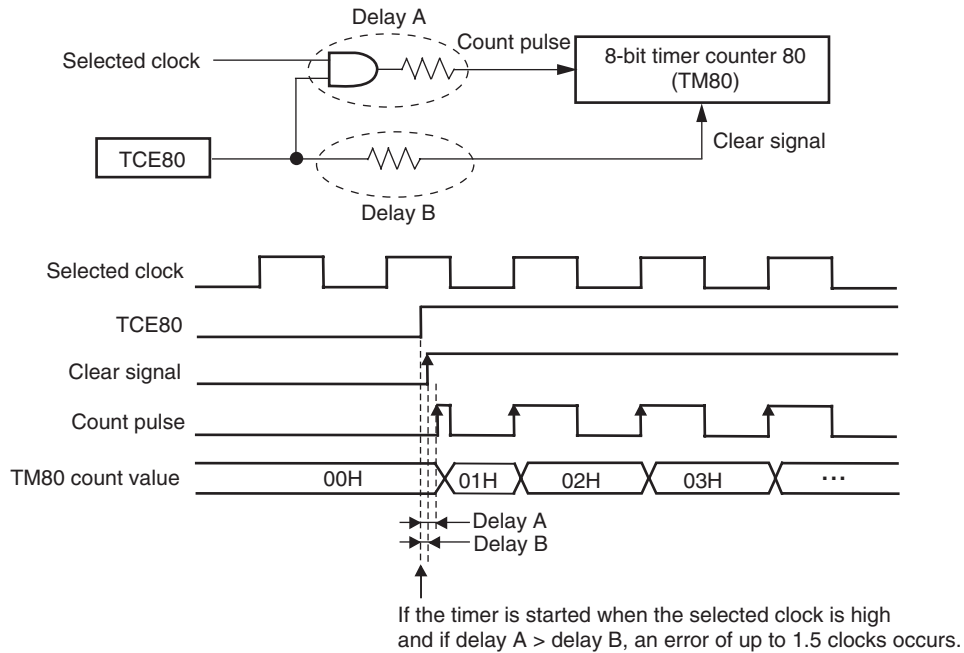 Delay A
Selected clock
Count pulse
8-bit timer counter 80
(TM80)
Clear signal
TCE80
Delay B
Selected clock
TCE80
Clear signal
Count pulse
TM80 count value
00H
01H
02H
03H
...
Delay A
Delay B
If the timer is started when the selected clock is high
and if delay A > delay B, an error of up to 1.5 clocks occurs.